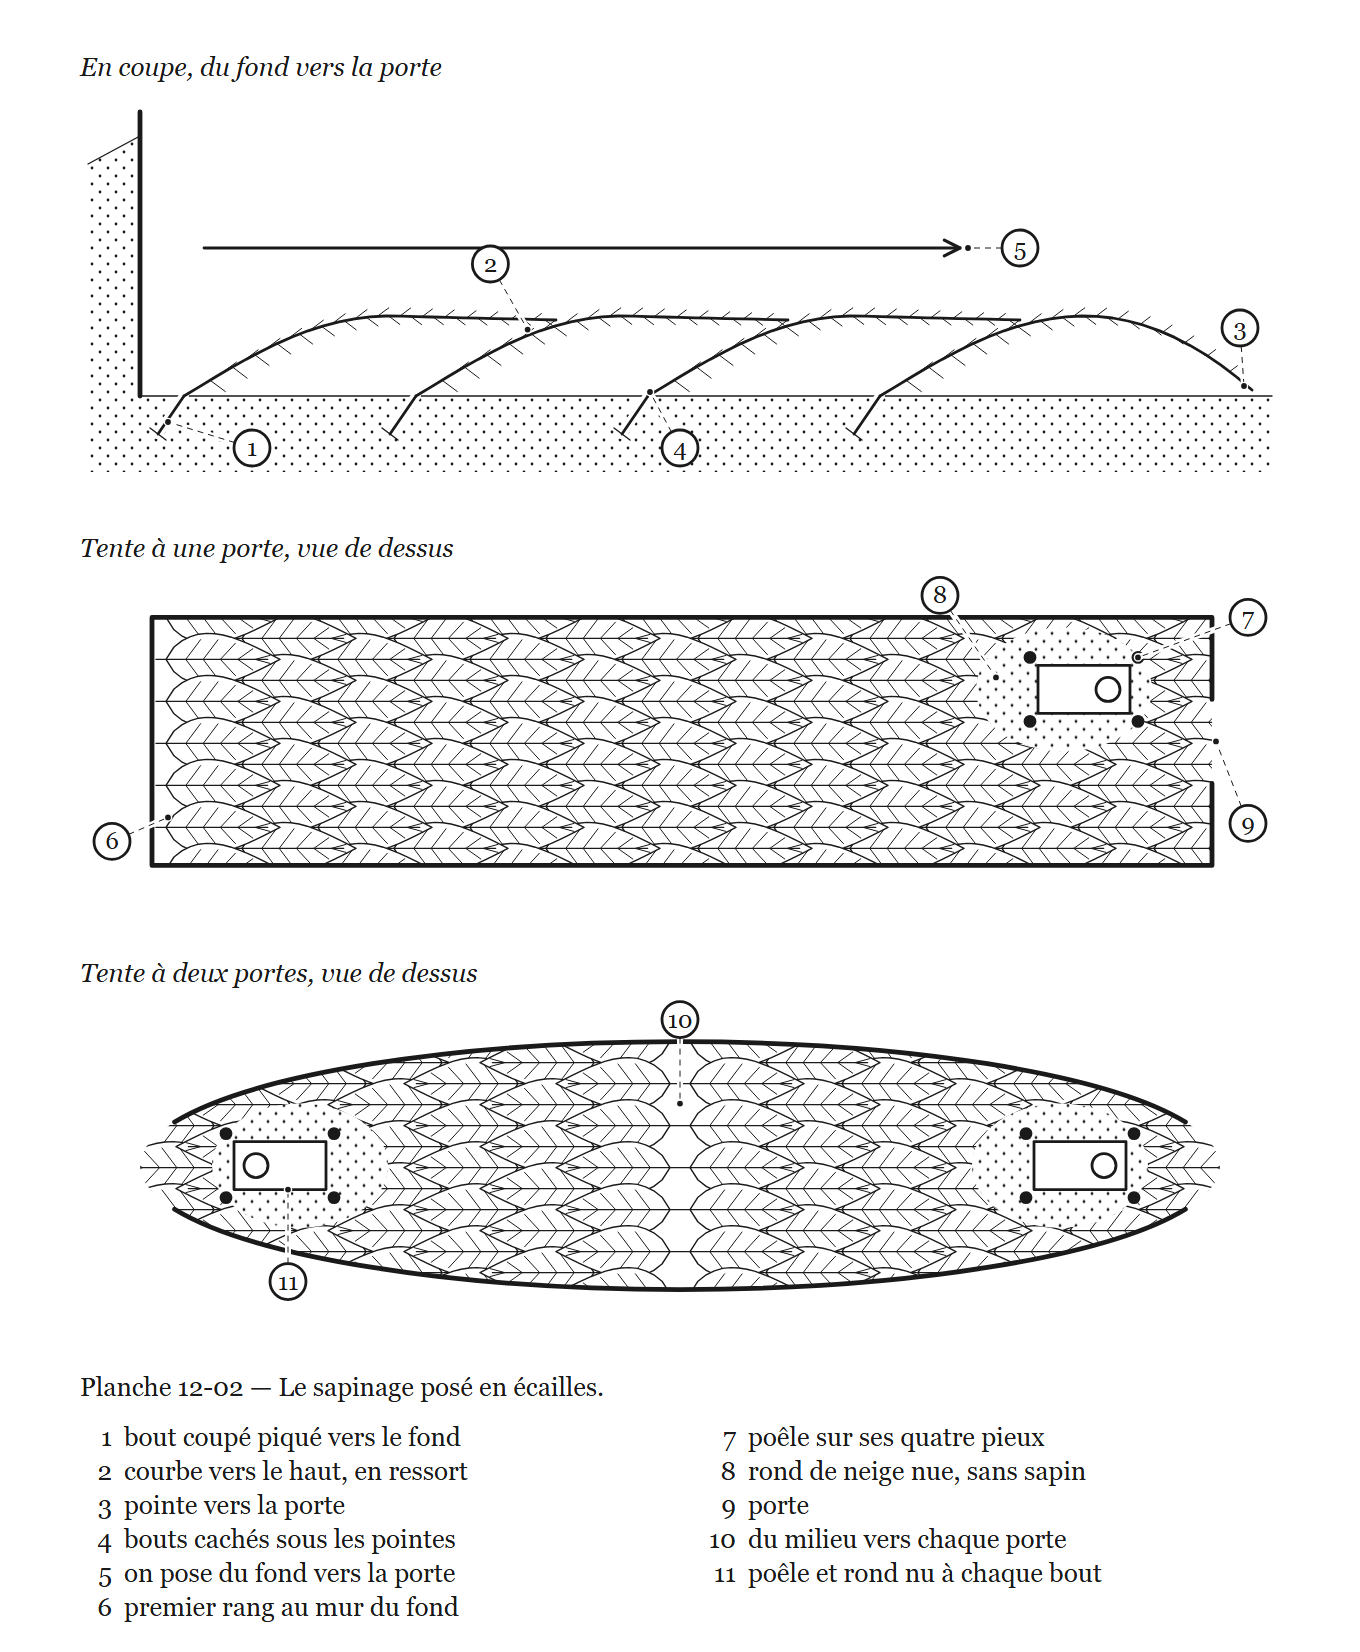 En coupe, du fond vers la porte
5
2
3
1
4
Tente à une porte, vue de dessus
8
7
6
9
Tente à deux portes, vue de dessus
10
11
Planche 12-02 — Le sapinage posé en écailles.
1 bout coupé piqué vers le fond
2 courbe vers le haut, en ressort
3 pointe vers la porte
4 bouts cachés sous les pointes
5 on pose du fond vers la porte
6 premier rang au mur du fond
7 poêle sur ses quatre pieux
8 rond de neige nue, sans sapin
9 porte
10 du milieu vers chaque porte
11 poêle et rond nu à chaque bout